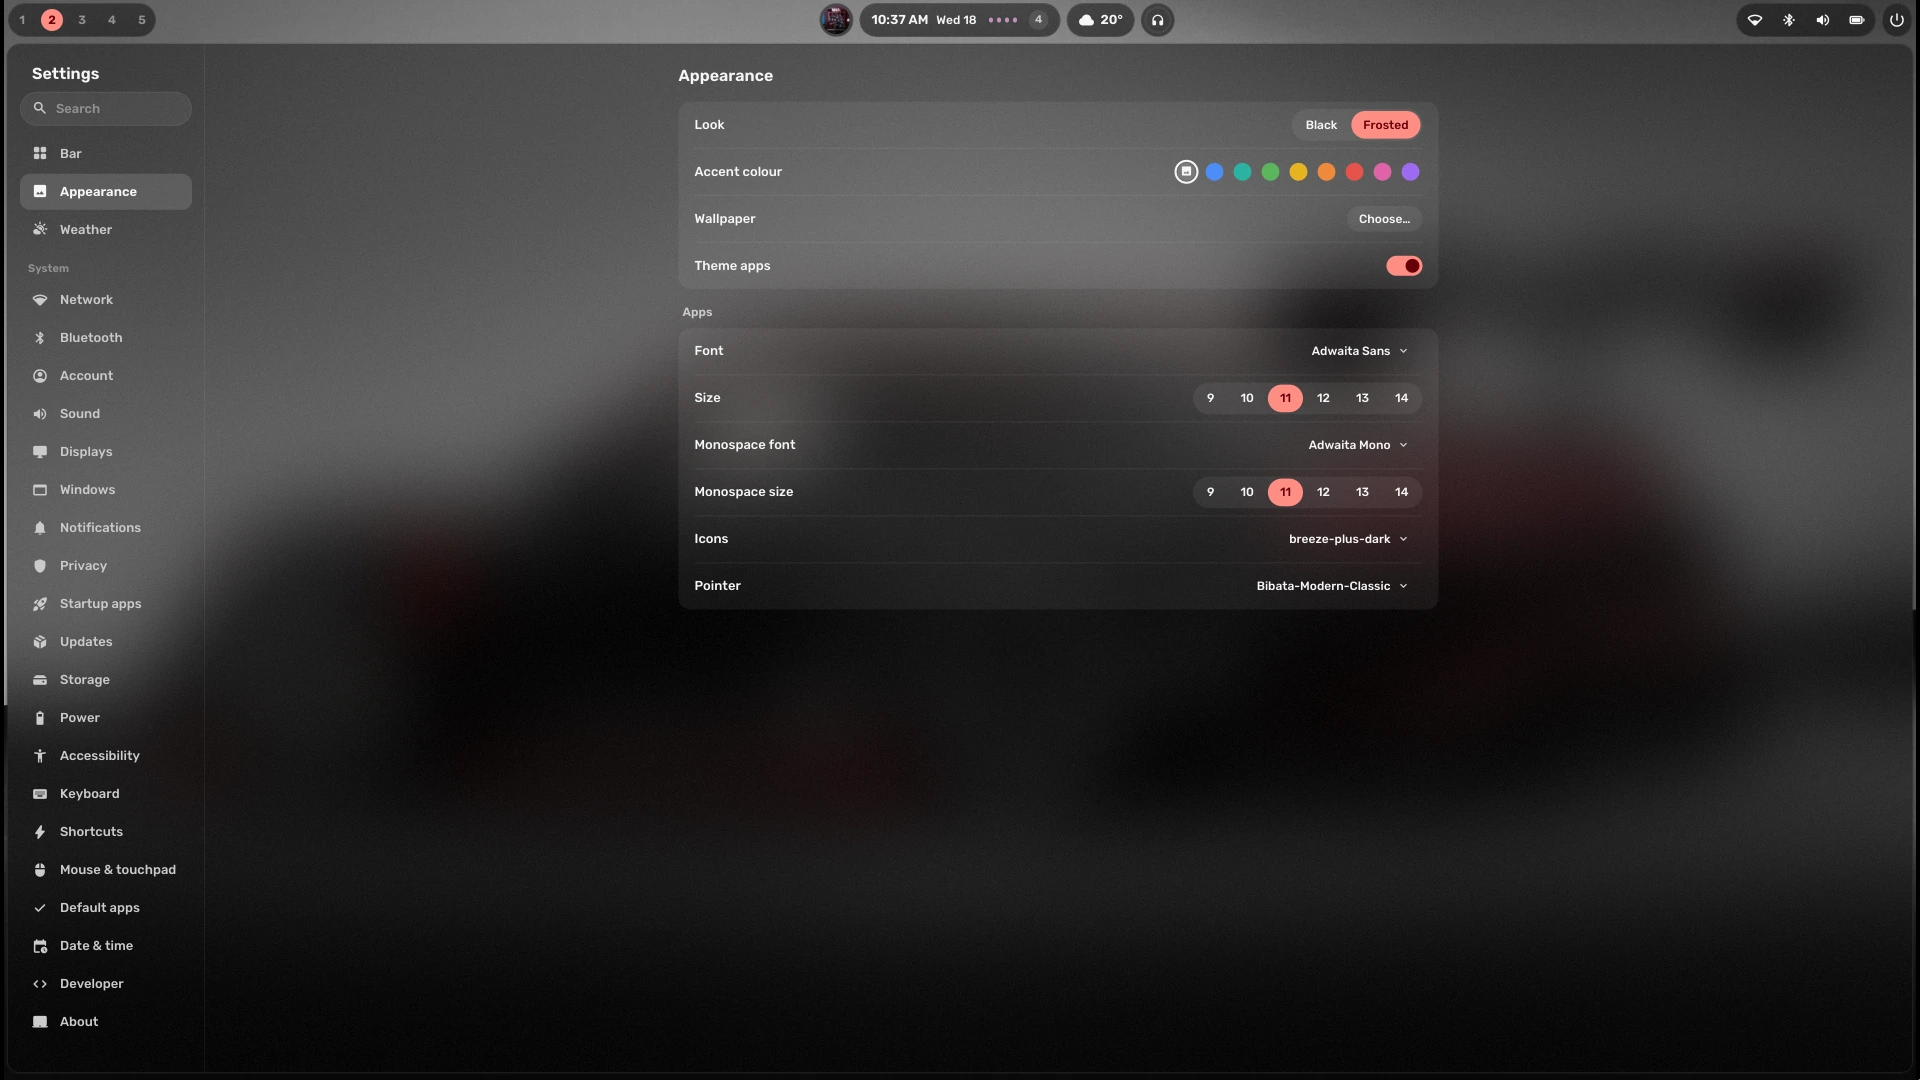 1 2 3 4 5
10:37 AM Wed 18 4
20°
Settings
Search
Bar
Appearance
Weather
System
Network
Bluetooth
Account
Sound
Displays
Windows
Notifications
Privacy
Startup apps
Updates
Storage
Power
Accessibility
Keyboard
Shortcuts
Mouse & touchpad
Default apps
Date & time
Developer
About
Appearance
Look Black Frosted
Accent colour
Wallpaper Choose...
Theme apps
Apps
Font Adwaita Sans
Size 9 10 11 12 13 14
Monospace font Adwaita Mono
Monospace size 9 10 11 12 13 14
Icons breeze-plus-dark
Pointer Bibata-Modern-Classic